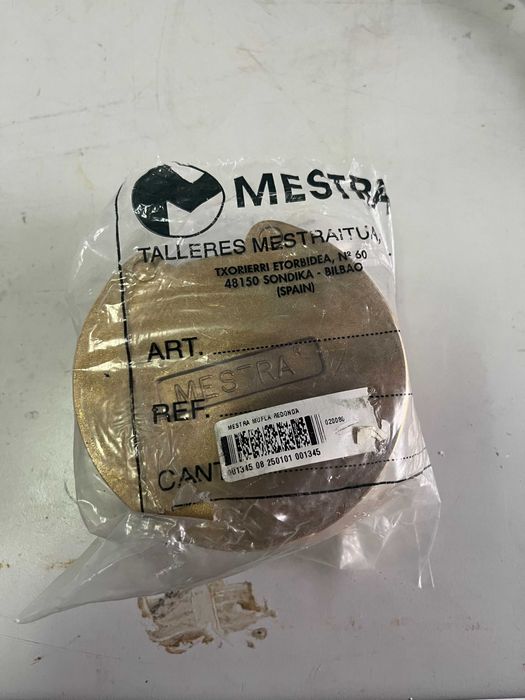 MESTRA
TALLERES MESTRAITUA,
TXORIERRI ETORBIDEA, Nº 60
48150 SONDIKA - BILBAO
(SPAIN)
ART.
MESTRA
REF.
MESTRA MUFLA REDONDA
020080
CANT
001345 08 250101 001345